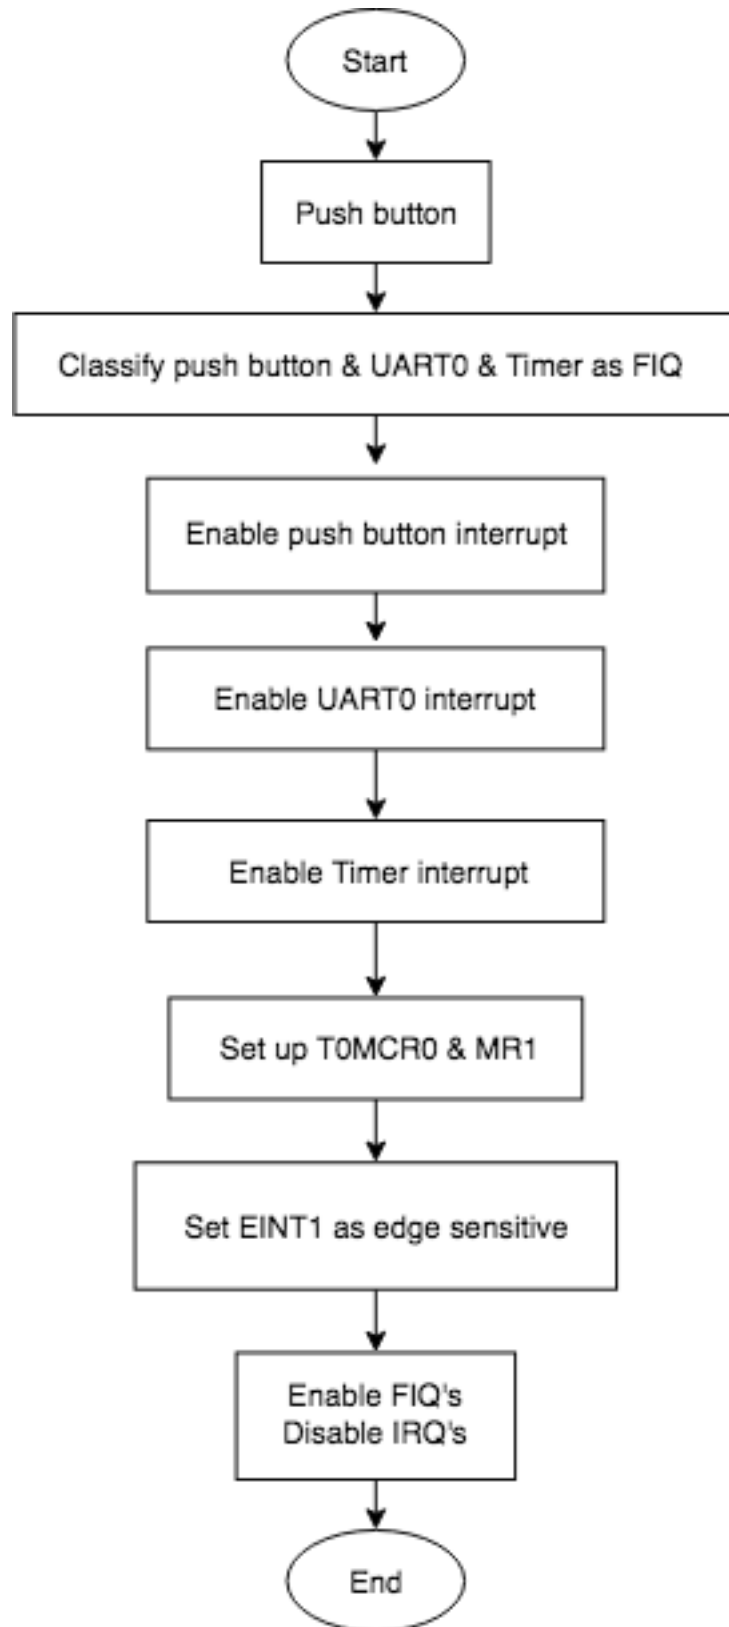 Start
Push button
Classify push button & UART0 & Timer as FIQ
Enable push button interrupt
Enable UART0 interrupt
Enable Timer interrupt
Set up T0MCR0 & MR1
Set EINT1 as edge sensitive
Enable FIQ's
Disable IRQ's
End